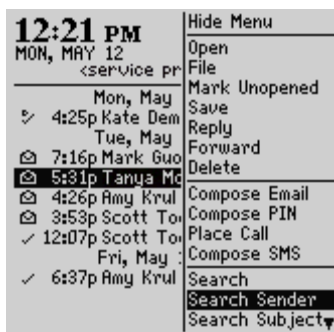 12:21 PM
MON, MAY 12
<service pr
Mon, May
4:25p Kate Dem
Tue, May
7:16p Mark Guo
5:31p Tanya Mc
4:26p Amy Krul
3:53p Scott To
12:07p Scott To
Fri, May
6:37p Amy Krul
Hide Menu
Open
File
Mark Unopened
Save
Reply
Forward
Delete
Compose Email
Compose PIN
Place Call
Compose SMS
Search
Search Sender
Search Subject